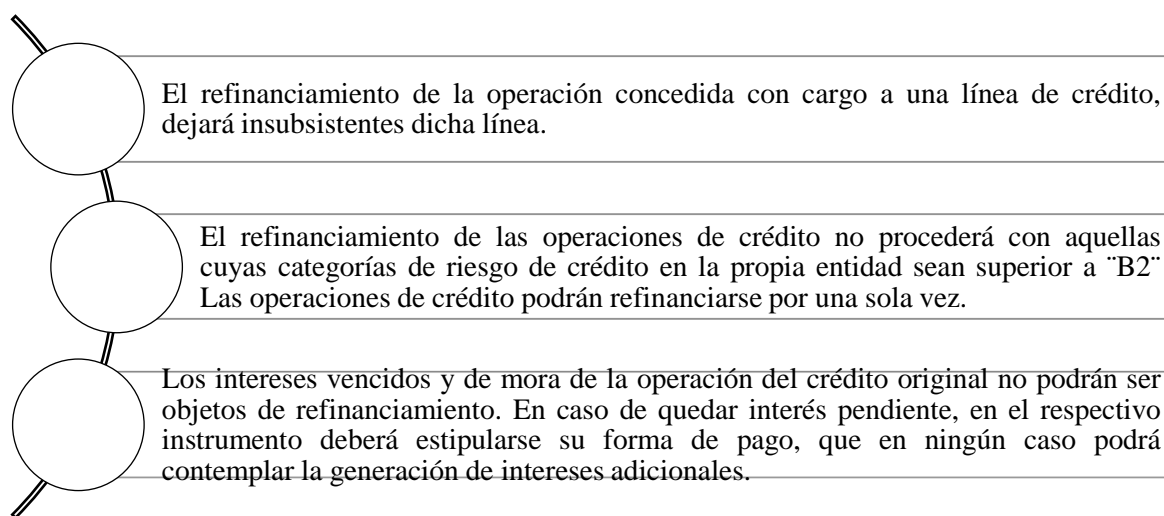 El refinanciamiento de la operación concedida con cargo a una línea de crédito,
dejará insubsistentes dicha línea.
El refinanciamiento de las operaciones de crédito no procederá con aquellas
cuyas categorías de riesgo de crédito en la propia entidad sean superior a ¨B2¨
Las operaciones de crédito podrán refinanciarse por una sola vez.
Los intereses vencidos y de mora de la operación del crédito original no podrán ser
objetos de refinanciamiento. En caso de quedar interés pendiente, en el respectivo
instrumento deberá estipularse su forma de pago, que en ningún caso podrá
contemplar la generación de intereses adicionales.